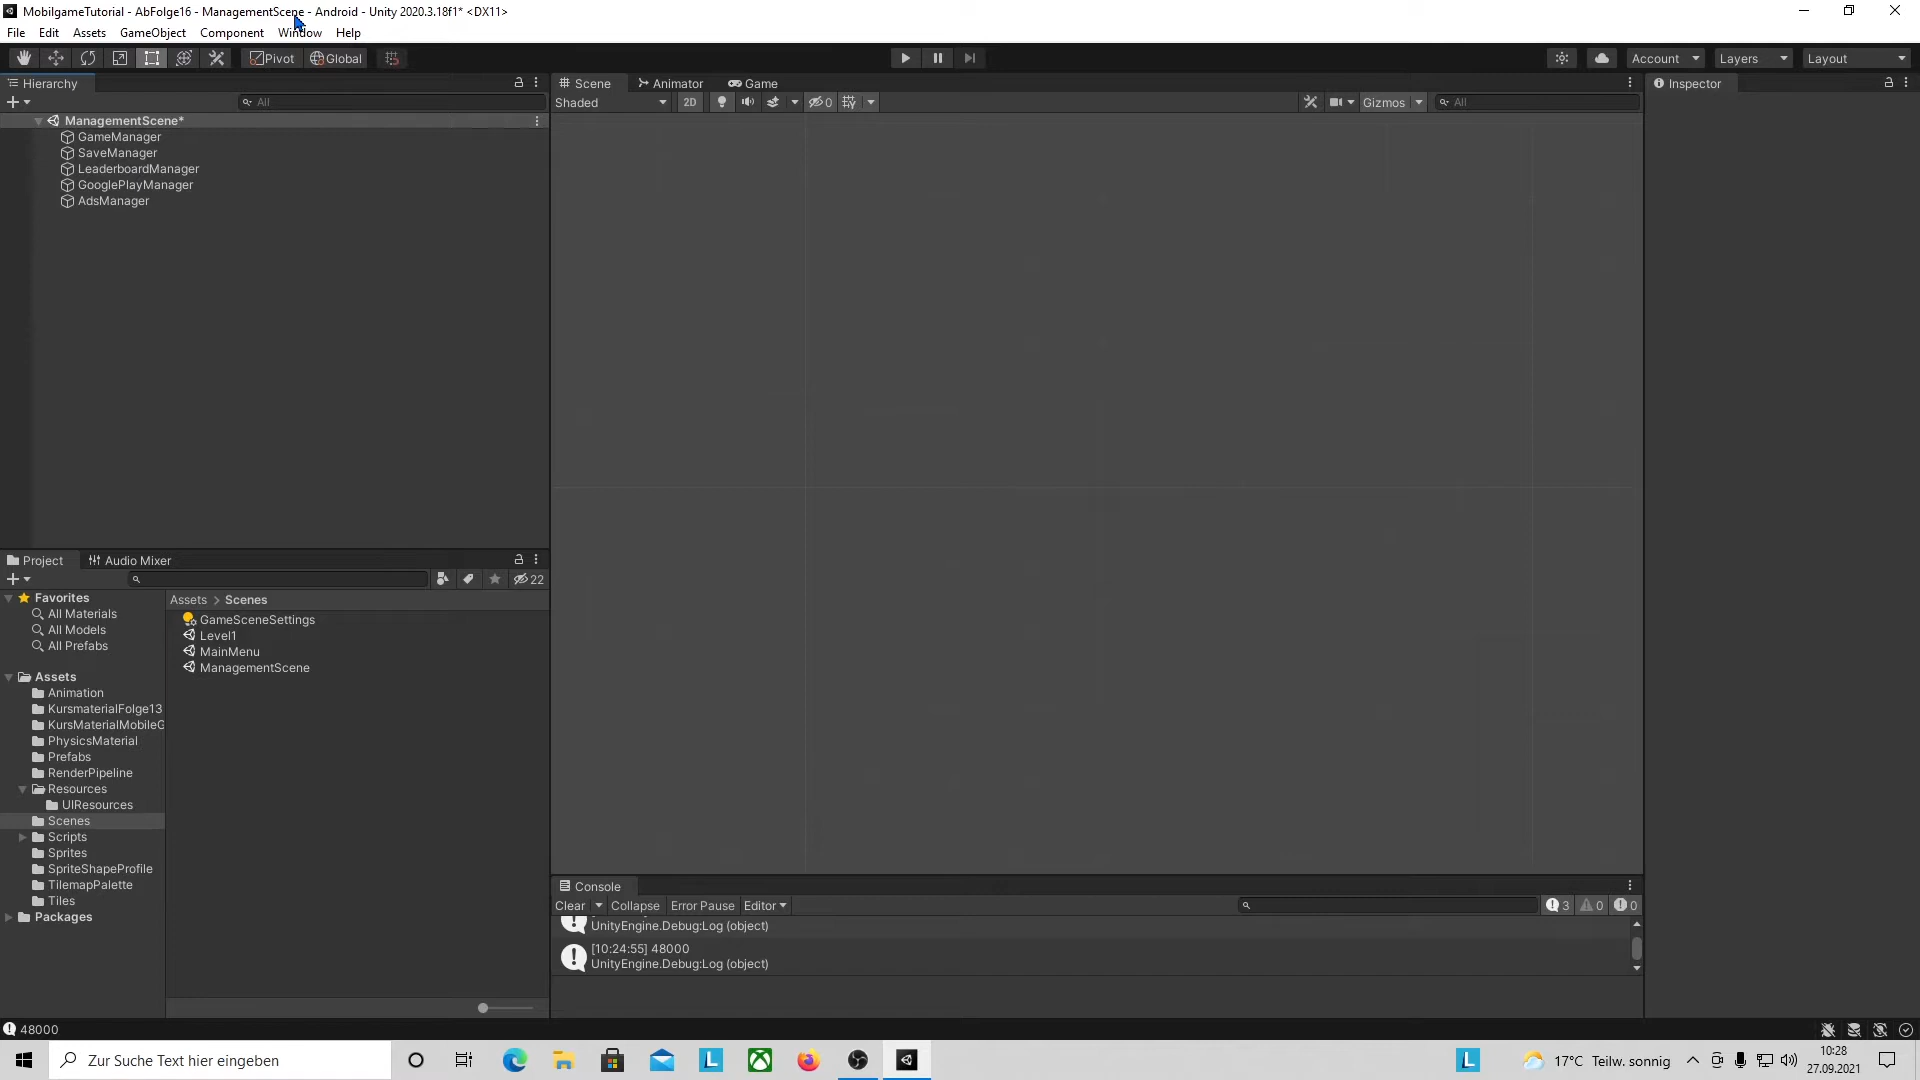 MobilgameTutorial - AbFolge16 - ManagementScene - Android - Unity 2020.3.18f1* <DX11>
File Edit Assets GameObject Component Window Help
Pivot Global Account Layers Layout
Hierarchy
All
ManagementScene*
GameManager
SaveManager
LeaderboardManager
GooglePlayManager
AdsManager
Scene Animator Game
Shaded 2D 0 Gizmos All
Inspector
Project Audio Mixer
22
Favorites
All Materials
All Models
All Prefabs
Assets
Animation
KursmaterialFolge13
KursMaterialMobileG
PhysicsMaterial
Prefabs
RenderPipeline
Resources
UIResources
Scenes
Scripts
Sprites
SpriteShapeProfile
TilemapPalette
Tiles
Packages
Assets > Scenes
GameSceneSettings
Level1
MainMenu
ManagementScene
Console
Clear Collapse Error Pause Editor 3 0 0
UnityEngine.Debug:Log (object)
[10:24:55] 48000
UnityEngine.Debug:Log (object)
48000
Zur Suche Text hier eingeben
L
L
17°C Teilw. sonnig
10:28
27.09.2021